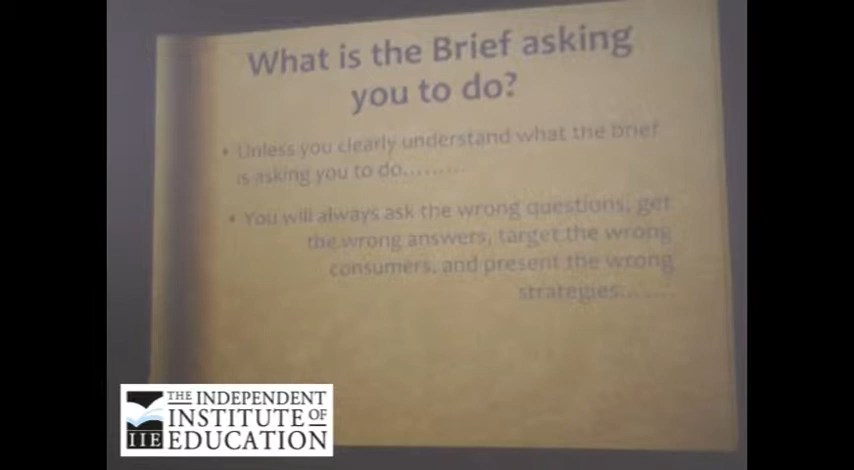 What is the Brief asking
you to do?
• Unless you clearly understand what the brief
is asking you to do.........
• You will always ask the wrong questions, get
the wrong answers, target the wrong
consumers, and present the wrong
strategies........
THE INDEPENDENT
INSTITUTE OF
IIE EDUCATION